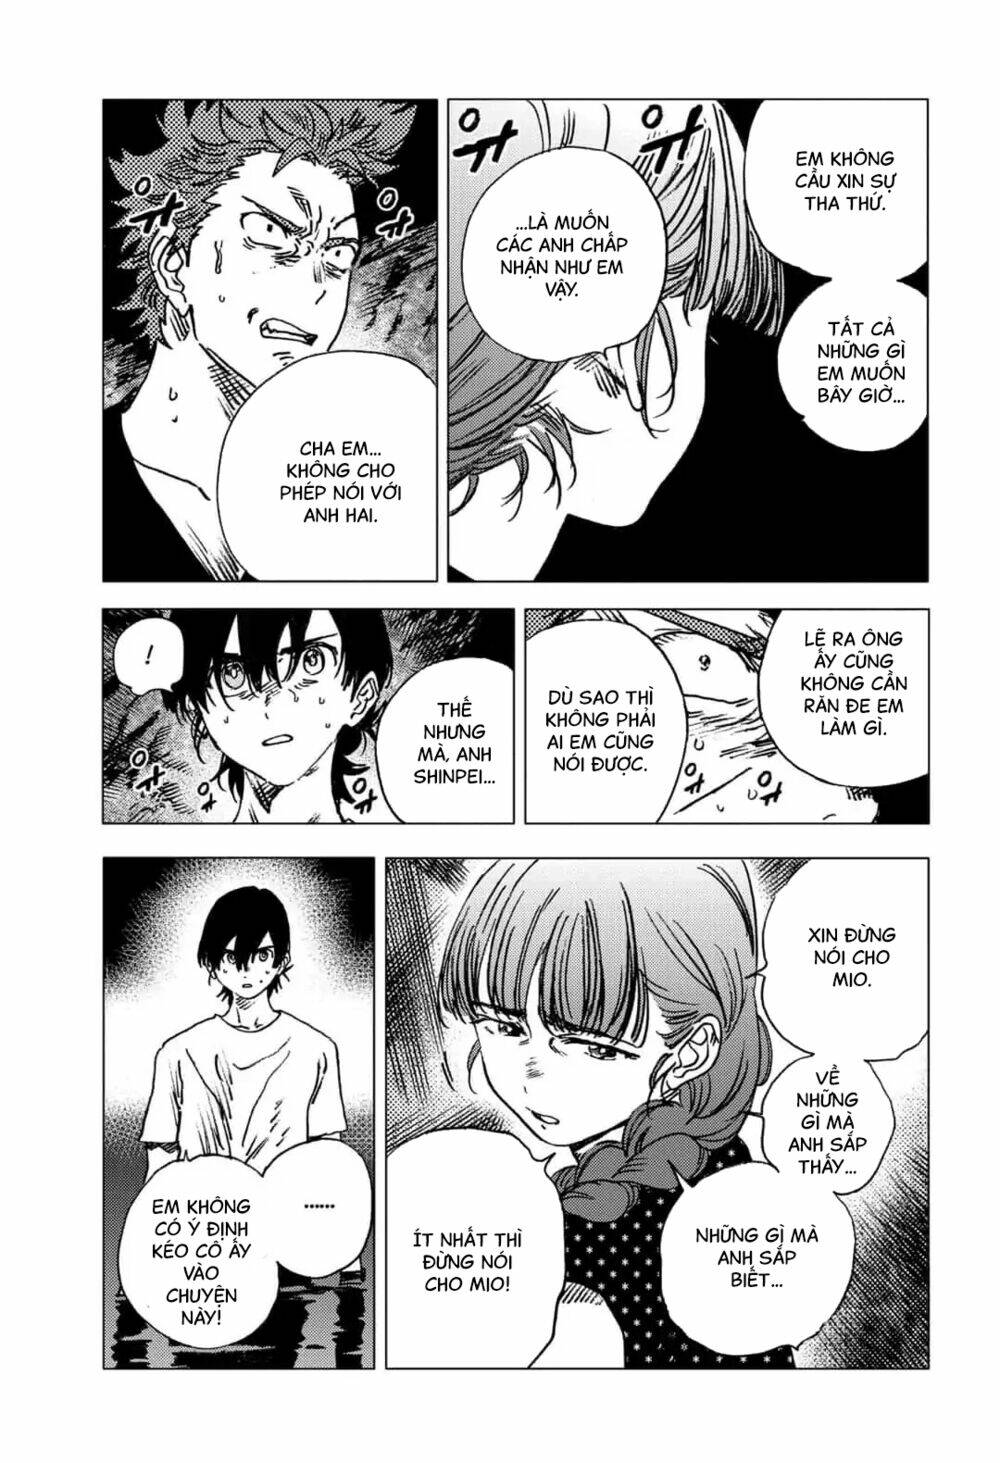 EM KHÔNG
CẦU XIN SỰ
THA THỨ.
TẤT CẢ
NHỮNG GÌ
EM MUỐN
BÂY GIỜ...
...LÀ MUỐN
CÁC ANH CHẤP
NHẬN NHƯ EM
VẬY.
CHA EM...
KHÔNG CHO
PHÉP NÓI VỚI
ANH HAI.
LẼ RA ÔNG
ẤY CŨNG
KHÔNG CẦN
RĂN ĐE EM
LÀM GÌ.
DÙ SAO THÌ
KHÔNG PHẢI
AI EM CŨNG
NÓI ĐƯỢC.
THẾ
NHƯNG
MÀ, ANH
SHINPEI...
!
XIN ĐỪNG
NÓI CHO
MIO.
VỀ
NHỮNG
GÌ MÀ
ANH SẮP
THẤY...
NHỮNG GÌ MÀ
ANH SẮP
BIẾT...
ÍT NHẤT THÌ
ĐỪNG NÓI
CHO MIO!
......
EM KHÔNG
CÓ Ý ĐỊNH
KÉO CÔ ẤY
VÀO
CHUYỆN
NÀY!